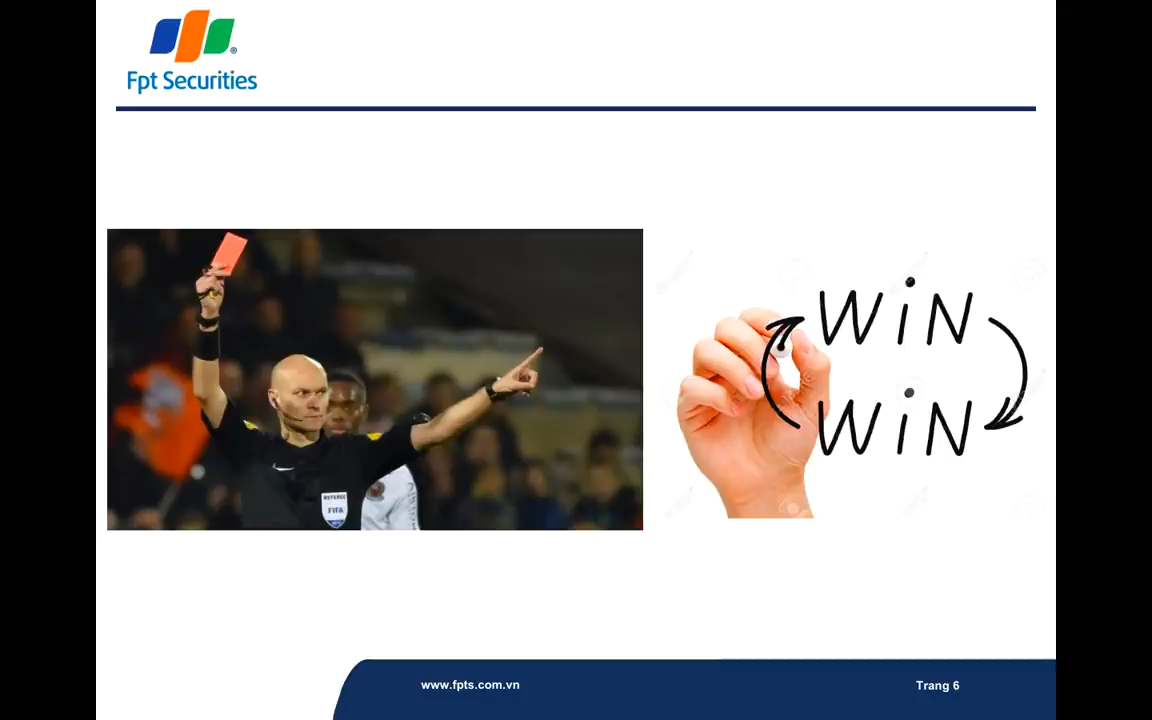 Fpt Securities
REFEREE
FIFA
WiN
WiN
www.fpts.com.vn
Trang 6